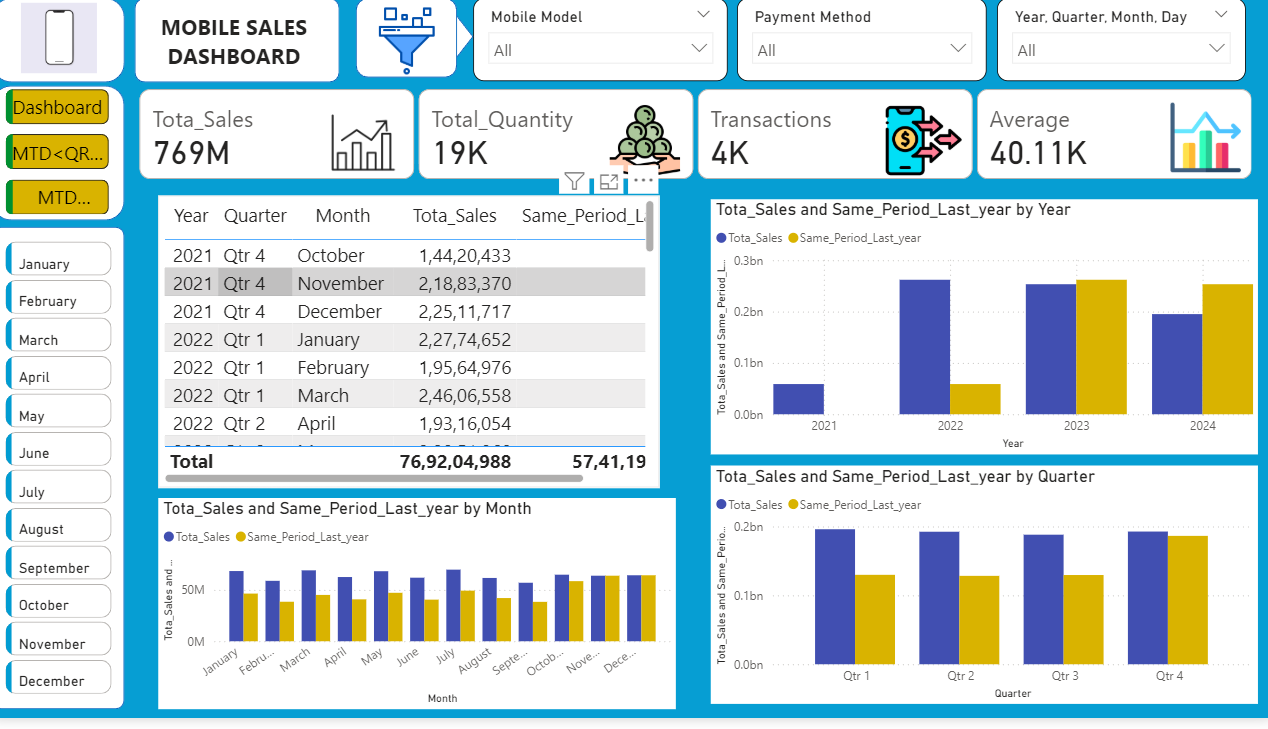 MOBILE SALES
DASHBOARD
Mobile Model
All
Payment Method
All
Year, Quarter, Month, Day
All
Dashboard
MTD<QR...
MTD...
January
February
March
April
May
June
July
August
September
October
November
December
Tota_Sales
769M
Total_Quantity
19K
Transactions
4K
Average
40.11K
Year Quarter Month Tota_Sales Same_Period_La
2021 Qtr 4 October 1,44,20,433
2021 Qtr 4 November 2,18,83,370
2021 Qtr 4 December 2,25,11,717
2022 Qtr 1 January 2,27,74,652
2022 Qtr 1 February 1,95,64,976
2022 Qtr 1 March 2,46,06,558
2022 Qtr 2 April 1,93,16,054
Total 76,92,04,988 57,41,19
Tota_Sales and Same_Period_Last_year by Year
Tota_Sales Same_Period_Last_year
Tota_Sales and Same_Period_L...
0.3bn
0.2bn
0.1bn
0.0bn
2021 2022 2023 2024
Year
Tota_Sales and Same_Period_Last_year by Month
Tota_Sales Same_Period_Last_year
Tota_Sales and ...
50M
0M
January Febru... March April May June July August Septe... Octob... Nove... Dece...
Month
Tota_Sales and Same_Period_Last_year by Quarter
Tota_Sales Same_Period_Last_year
Tota_Sales and Same_Perio...
0.2bn
0.1bn
0.0bn
Qtr 1 Qtr 2 Qtr 3 Qtr 4
Quarter